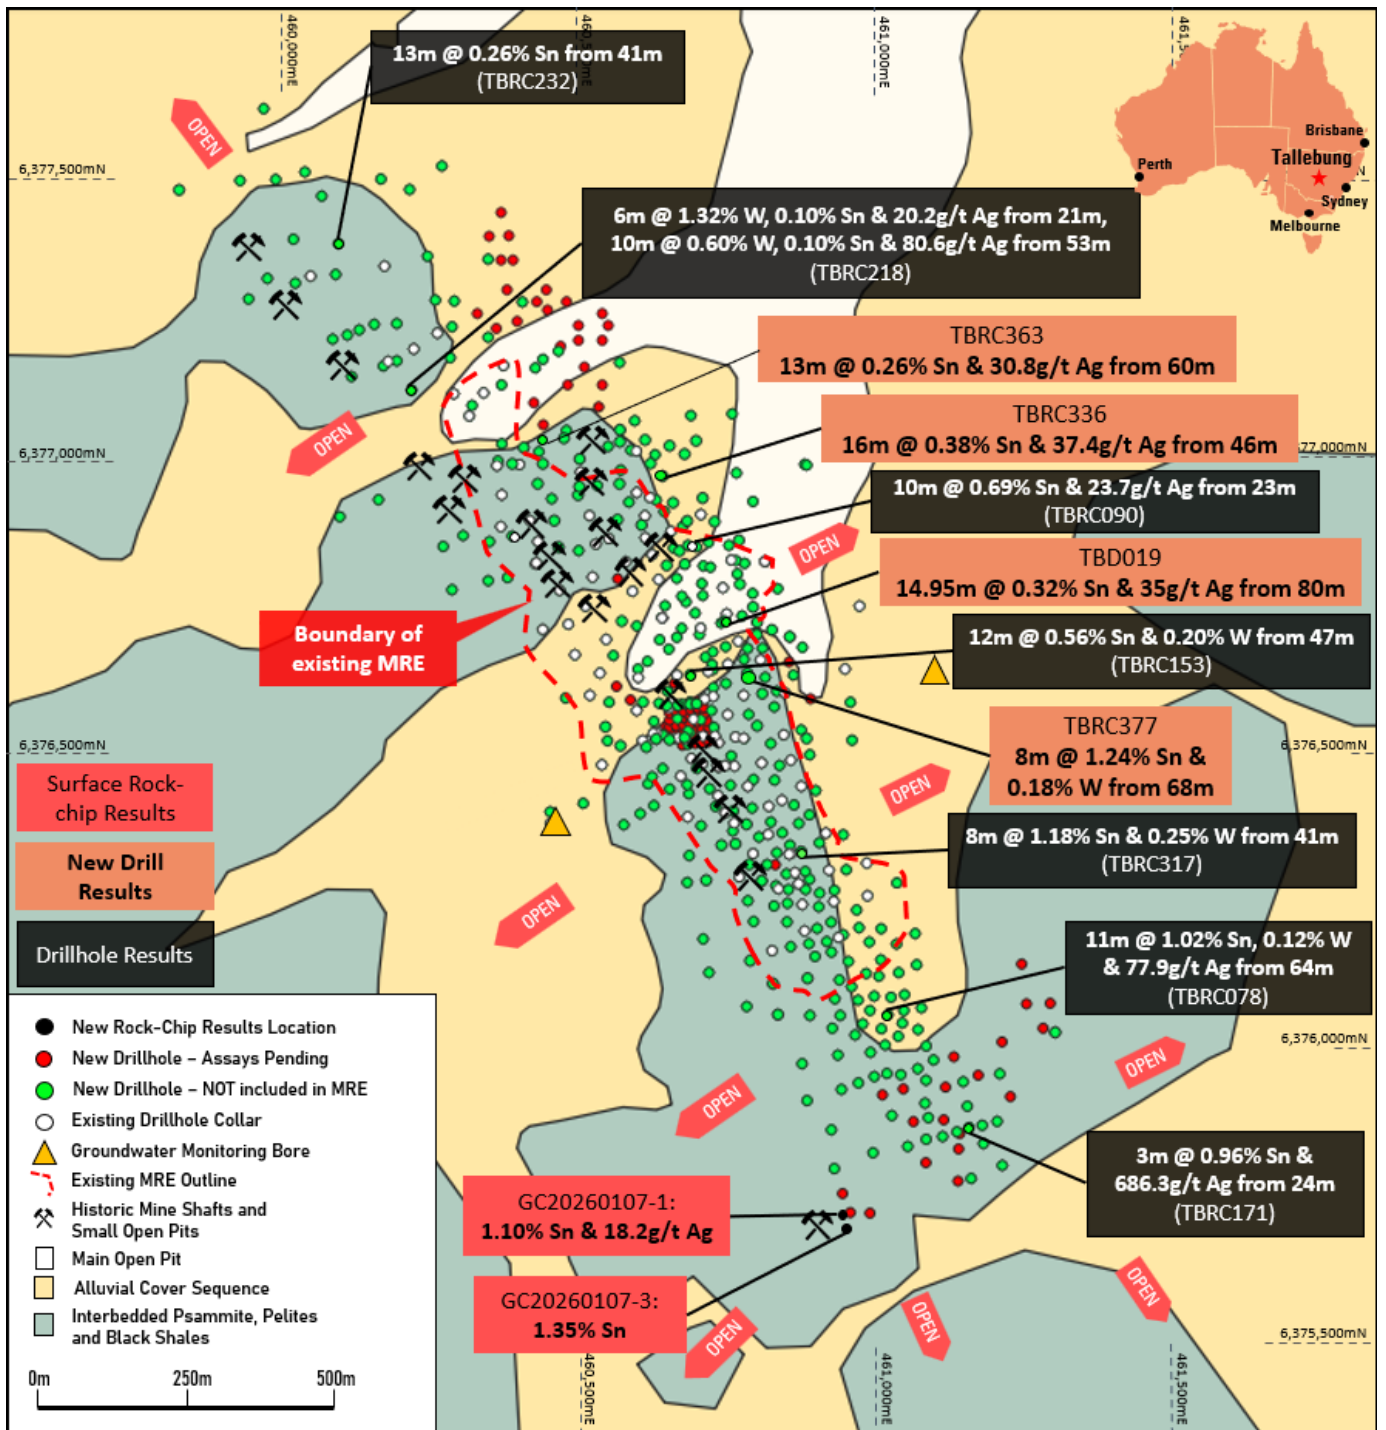 460,000mE
460,500mE
461,000mE
13m @ 0.26% Sn from 41m
(TBRC232)
OPEN
6,377,500mN
Brisbane
Perth
Tallebung
Sydney
Melbourne
6m @ 1.32% W, 0.10% Sn & 20.2g/t Ag from 21m,
10m @ 0.60% W, 0.10% Sn & 80.6g/t Ag from 53m
(TBRC218)
TBRC363
13m @ 0.26% Sn & 30.8g/t Ag from 60m
OPEN
TBRC336
16m @ 0.38% Sn & 37.4g/t Ag from 46m
6,377,000mN
10m @ 0.69% Sn & 23.7g/t Ag from 23m
(TBRC090)
OPEN
TBD019
14.95m @ 0.32% Sn & 35g/t Ag from 80m
Boundary of
existing MRE
12m @ 0.56% Sn & 0.20% W from 47m
(TBRC153)
TBRC377
8m @ 1.24% Sn &
0.18% W from 68m
6,376,500mN
6,376,500mN
Surface Rock-
chip Results
OPEN
New Drill
Results
8m @ 1.18% Sn & 0.25% W from 41m
(TBRC317)
OPEN
Drillhole Results
11m @ 1.02% Sn, 0.12% W
& 77.9g/t Ag from 64m
(TBRC078)
6,376,000mN
OPEN
OPEN
3m @ 0.96% Sn &
686.3g/t Ag from 24m
(TBRC171)
GC20260107-1:
1.10% Sn & 18.2g/t Ag
GC20260107-3:
1.35% Sn
OPEN
OPEN
OPEN
6,375,500mN
460,500mE
461,000mE
461,500mE
New Rock-Chip Results Location
New Drillhole – Assays Pending
New Drillhole – NOT included in MRE
Existing Drillhole Collar
Groundwater Monitoring Bore
Existing MRE Outline
Historic Mine Shafts and
Small Open Pits
Main Open Pit
Alluvial Cover Sequence
Interbedded Psammite, Pelites
and Black Shales
0m 250m 500m